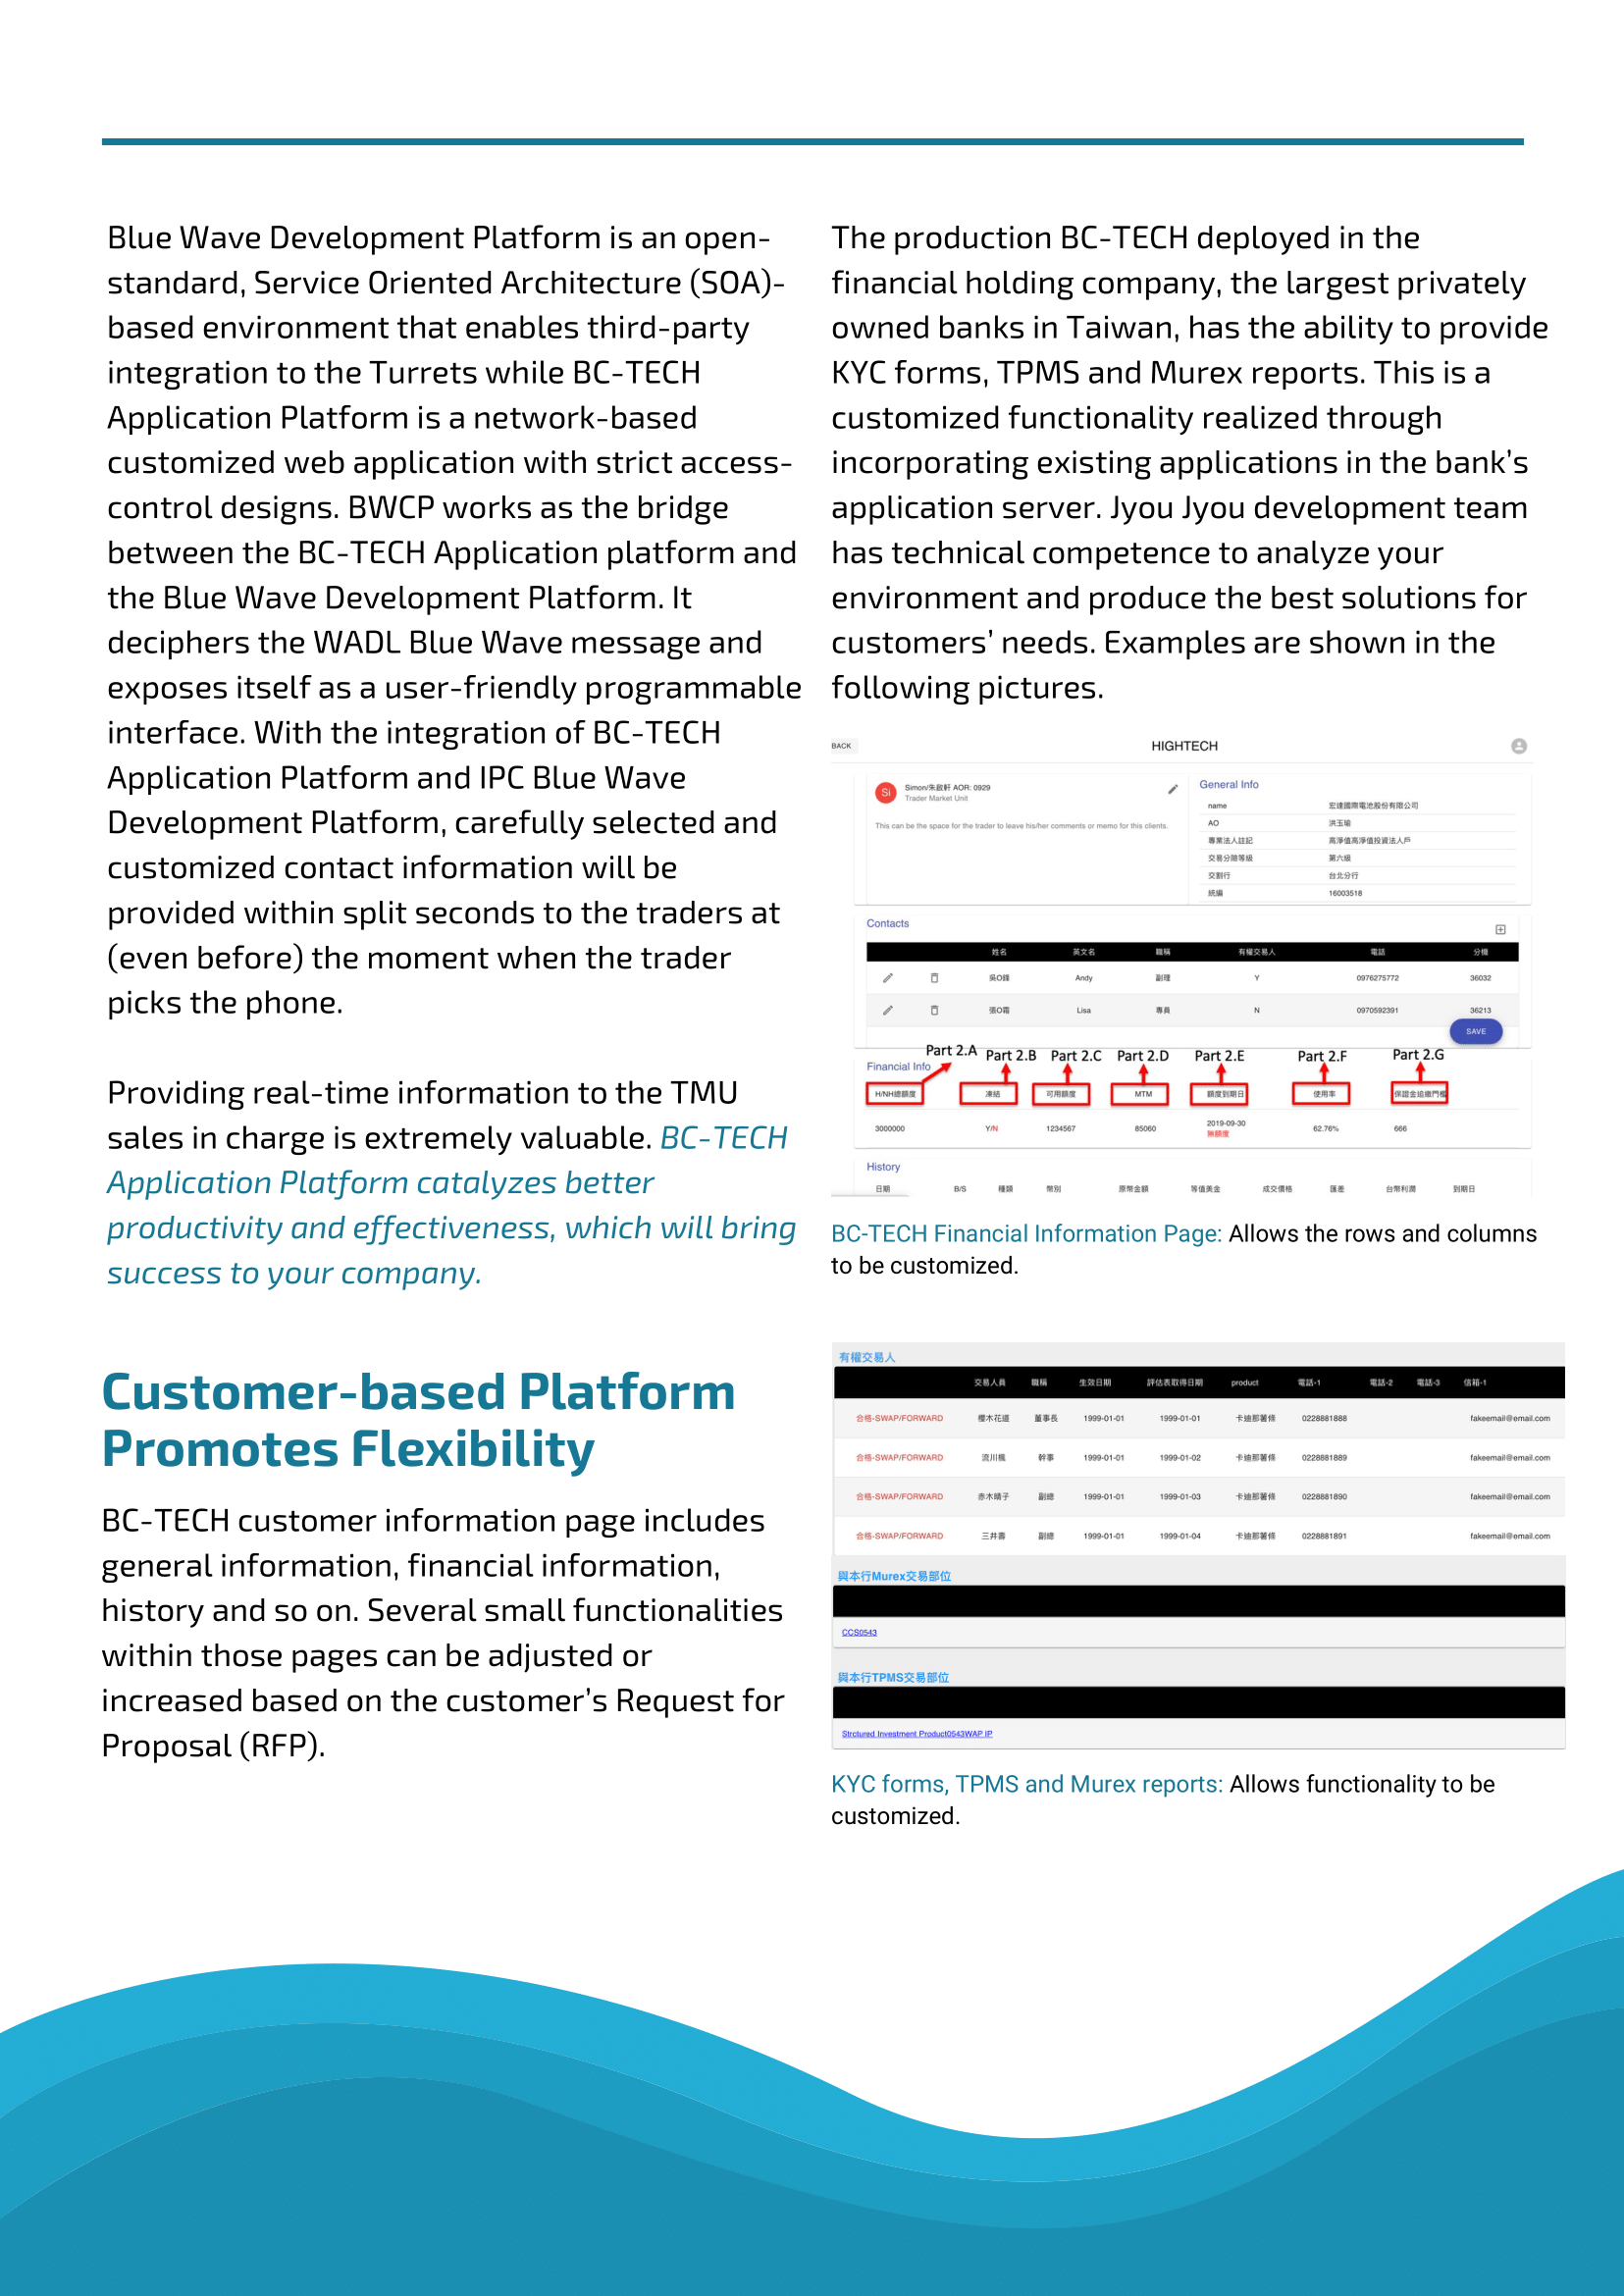 Blue Wave Development Platform is an open-
standard, Service Oriented Architecture (SOA)-
based environment that enables third-party
integration to the Turrets while BC-TECH
Application Platform is a network-based
customized web application with strict access-
control designs. BWCP works as the bridge
between the BC-TECH Application platform and
the Blue Wave Development Platform. It
deciphers the WADL Blue Wave message and
exposes itself as a user-friendly programmable
interface. With the integration of BC-TECH
Application Platform and IPC Blue Wave
Development Platform, carefully selected and
customized contact information will be
provided within split seconds to the traders at
(even before) the moment when the trader
picks the phone.
Providing real-time information to the TMU
sales in charge is extremely valuable. BC-TECH
Application Platform catalyzes better
productivity and effectiveness, which will bring
success to your company.
Customer-based Platform
Promotes Flexibility
BC-TECH customer information page includes
general information, financial information,
history and so on. Several small functionalities
within those pages can be adjusted or
increased based on the customer’s Request for
Proposal (RFP).
The production BC-TECH deployed in the
financial holding company, the largest privately
owned banks in Taiwan, has the ability to provide
KYC forms, TPMS and Murex reports. This is a
customized functionality realized through
incorporating existing applications in the bank’s
application server. Jyou Jyou development team
has technical competence to analyze your
environment and produce the best solutions for
customers’ needs. Examples are shown in the
following pictures.
BACK HIGHTECH
Si Simon/朱啟軒 AOR: 0929
Trader Market Unit
This can be the space for the trader to leave his/her comments or memo for this clients.
General Info
name 宏達國際電池股份有限公司
AO 洪玉瑜
專業法人註記 高淨值高淨值投資法人戶
交易分險等級 第六級
交割行 台北分行
統編 16003518
Contacts
姓名 英文名 職稱 有權交易人 電話 分機
吳O鋒 Andy 副理 Y 0976275772 36032
張O霜 Lisa 專員 N 0970592391 36213
SAVE
Part 2.A Part 2.B Part 2.C Part 2.D Part 2.E Part 2.F Part 2.G
Financial Info
H/NH總額度 凍結 可用額度 MTM 額度到期日 使用率 保證金追繳門檻
3000000 Y/N 1234567 85060 2019-09-30 62.76% 666
無額度
History
日期 B/S 種類 幣別 原幣金額 等值美金 成交價格 匯差 台幣利潤 到期日
BC-TECH Financial Information Page: Allows the rows and columns
to be customized.
有權交易人
交易人員 職稱 生效日期 評估表取得日期 product 電話-1 電話-2 電話-3 信箱-1
合格-SWAP/FORWARD 櫻木花道 董事長 1999-01-01 1999-01-01 卡迪那薯條 0228881888 fakeemail@email.com
合格-SWAP/FORWARD 流川楓 幹事 1999-01-01 1999-01-02 卡迪那薯條 0228881889 fakeemail@email.com
合格-SWAP/FORWARD 赤木晴子 副總 1999-01-01 1999-01-03 卡迪那薯條 0228881890 fakeemail@email.com
合格-SWAP/FORWARD 三井壽 副總 1999-01-01 1999-01-04 卡迪那薯條 0228881891 fakeemail@email.com
與本行Murex交易部位
CCS0543
與本行TPMS交易部位
Strctured Investment Product0543WAP IP
KYC forms, TPMS and Murex reports: Allows functionality to be
customized.